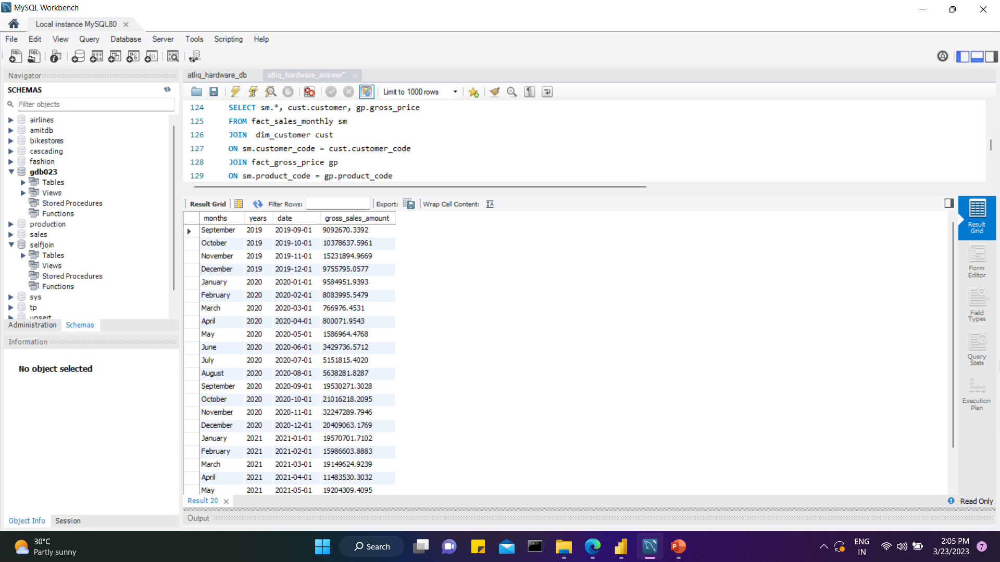 MySQL Workbench
Local instance MySQL80
File Edit View Query Database Server Tools Scripting Help
Navigator
SCHEMAS
Filter objects
airlines
amitdb
bikestores
cascading
fashion
gdb023
Tables
Views
Stored Procedures
Functions
production
sales
selfjoin
Tables
Views
Stored Procedures
Functions
sys
tp
upsert
Administration Schemas
Information
No object selected
Object Info Session
atliq_hardware_db atliq_hardware_answer*
Limit to 1000 rows
124 SELECT sm.*, cust.customer, gp.gross_price
125 FROM fact_sales_monthly sm
126 JOIN  dim_customer cust
127 ON sm.customer_code = cust.customer_code
128 JOIN fact_gross_price gp
129 ON sm.product_code = gp.product_code
Result Grid Filter Rows: Export: Wrap Cell Content:
months years date gross_sales_amount
September 2019 2019-09-01 9092670.3392
October 2019 2019-10-01 10378637.5961
November 2019 2019-11-01 15231894.9669
December 2019 2019-12-01 9755795.0577
January 2020 2020-01-01 9584951.9393
February 2020 2020-02-01 8083995.5479
March 2020 2020-03-01 766976.4531
April 2020 2020-04-01 800071.9543
May 2020 2020-05-01 1586964.4768
June 2020 2020-06-01 3429736.5712
July 2020 2020-07-01 5151815.4020
August 2020 2020-08-01 5638281.8287
September 2020 2020-09-01 19530271.3028
October 2020 2020-10-01 21016218.2095
November 2020 2020-11-01 32247289.7946
December 2020 2020-12-01 20409063.1769
January 2021 2021-01-01 19570701.7102
February 2021 2021-02-01 15986603.8883
March 2021 2021-03-01 19149624.9239
April 2021 2021-04-01 11483530.3032
May 2021 2021-05-01 19204309.4095
Result 20
Read Only
Output
Result
Grid
Form
Editor
Field
Types
Query
Stats
Execution
Plan
30°C
Partly sunny
Search
ENG
IN
2:05 PM
3/23/2023
7